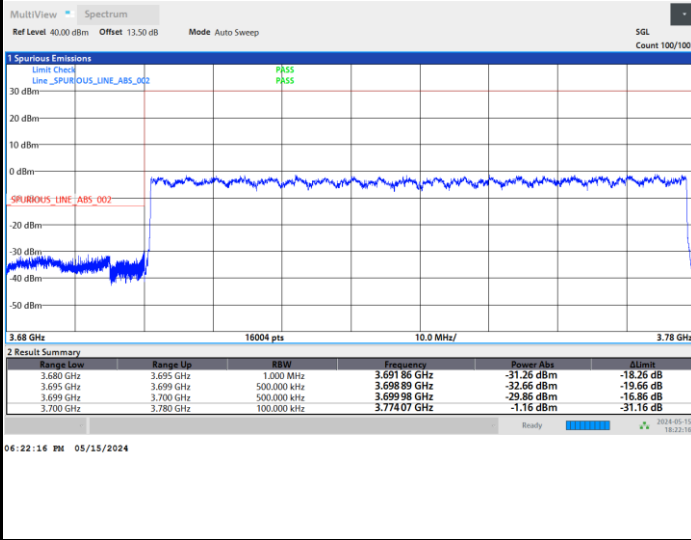 MultiView Spectrum
Ref Level 40.00 dBm Offset 13.50 dB Mode Auto Sweep SGL
Count 100/100
1 Spurious Emissions
Limit Check PASS
Line _SPURIOUS_LINE_ABS_002 PASS
30 dBm
20 dBm
10 dBm
0 dBm
_SPURIOUS_LINE_ABS_002
-20 dBm
-30 dBm
-40 dBm
-50 dBm
3.68 GHz 16004 pts 10.0 MHz/ 3.78 GHz
2 Result Summary
Range Low Range Up RBW Frequency Power Abs ΔLimit
3.680 GHz 3.695 GHz 1.000 MHz 3.691 86 GHz -31.26 dBm -18.26 dB
3.695 GHz 3.699 GHz 500.000 kHz 3.698 89 GHz -32.66 dBm -19.66 dB
3.699 GHz 3.700 GHz 500.000 kHz 3.699 98 GHz -29.86 dBm -16.86 dB
3.700 GHz 3.780 GHz 100.000 kHz 3.774 07 GHz -1.16 dBm -31.16 dB
Ready 2024-05-15
18:22:16
06:22:16 PM 05/15/2024